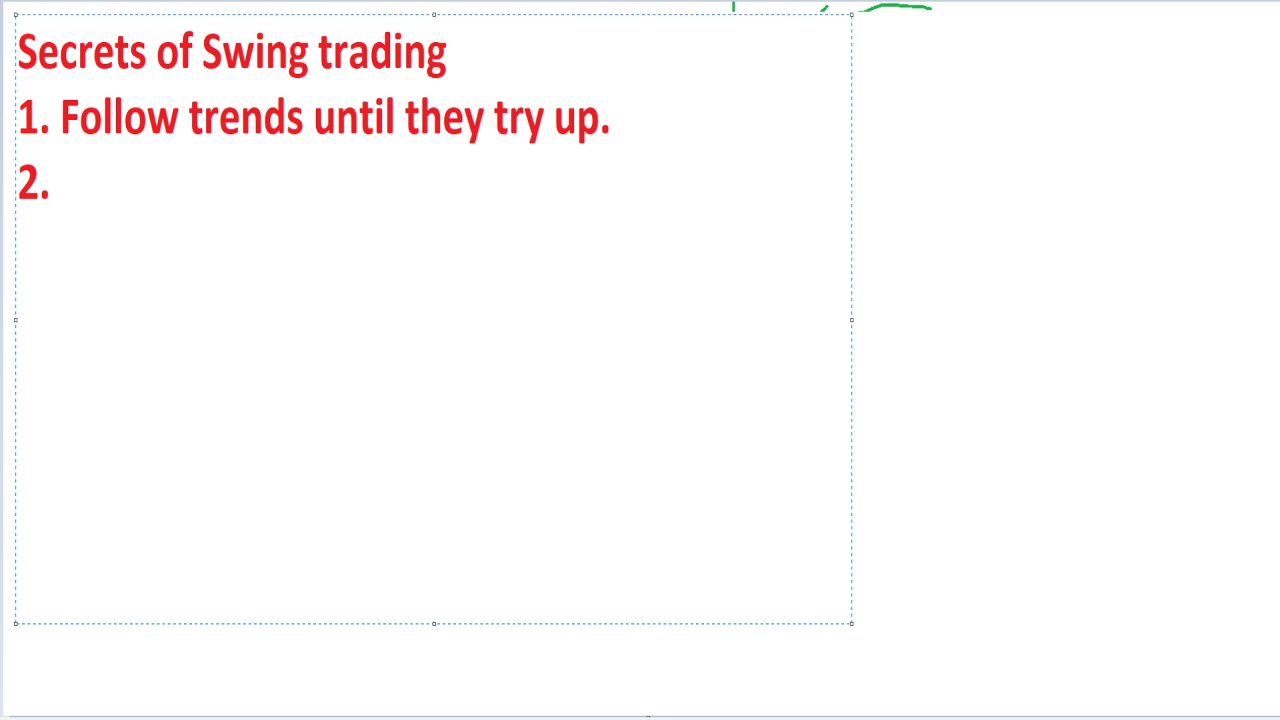 Secrets of Swing trading
1. Follow trends until they try up.
2.